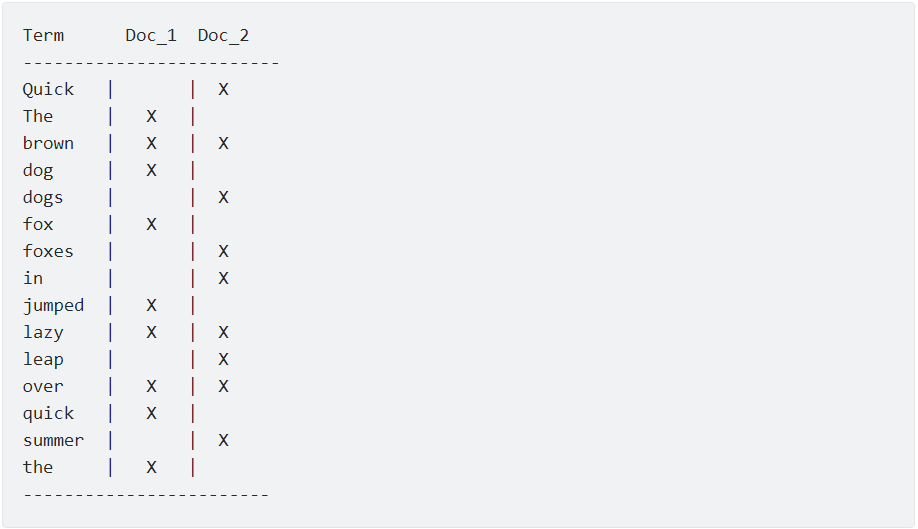 Term      Doc_1  Doc_2
-------------------------
Quick   |       |  X
The     |   X   |
brown   |   X   |  X
dog     |   X   |
dogs    |       |  X
fox     |   X   |
foxes   |       |  X
in      |       |  X
jumped  |   X   |
lazy    |   X   |  X
leap    |       |  X
over    |   X   |  X
quick   |   X   |
summer  |       |  X
the     |   X   |
------------------------